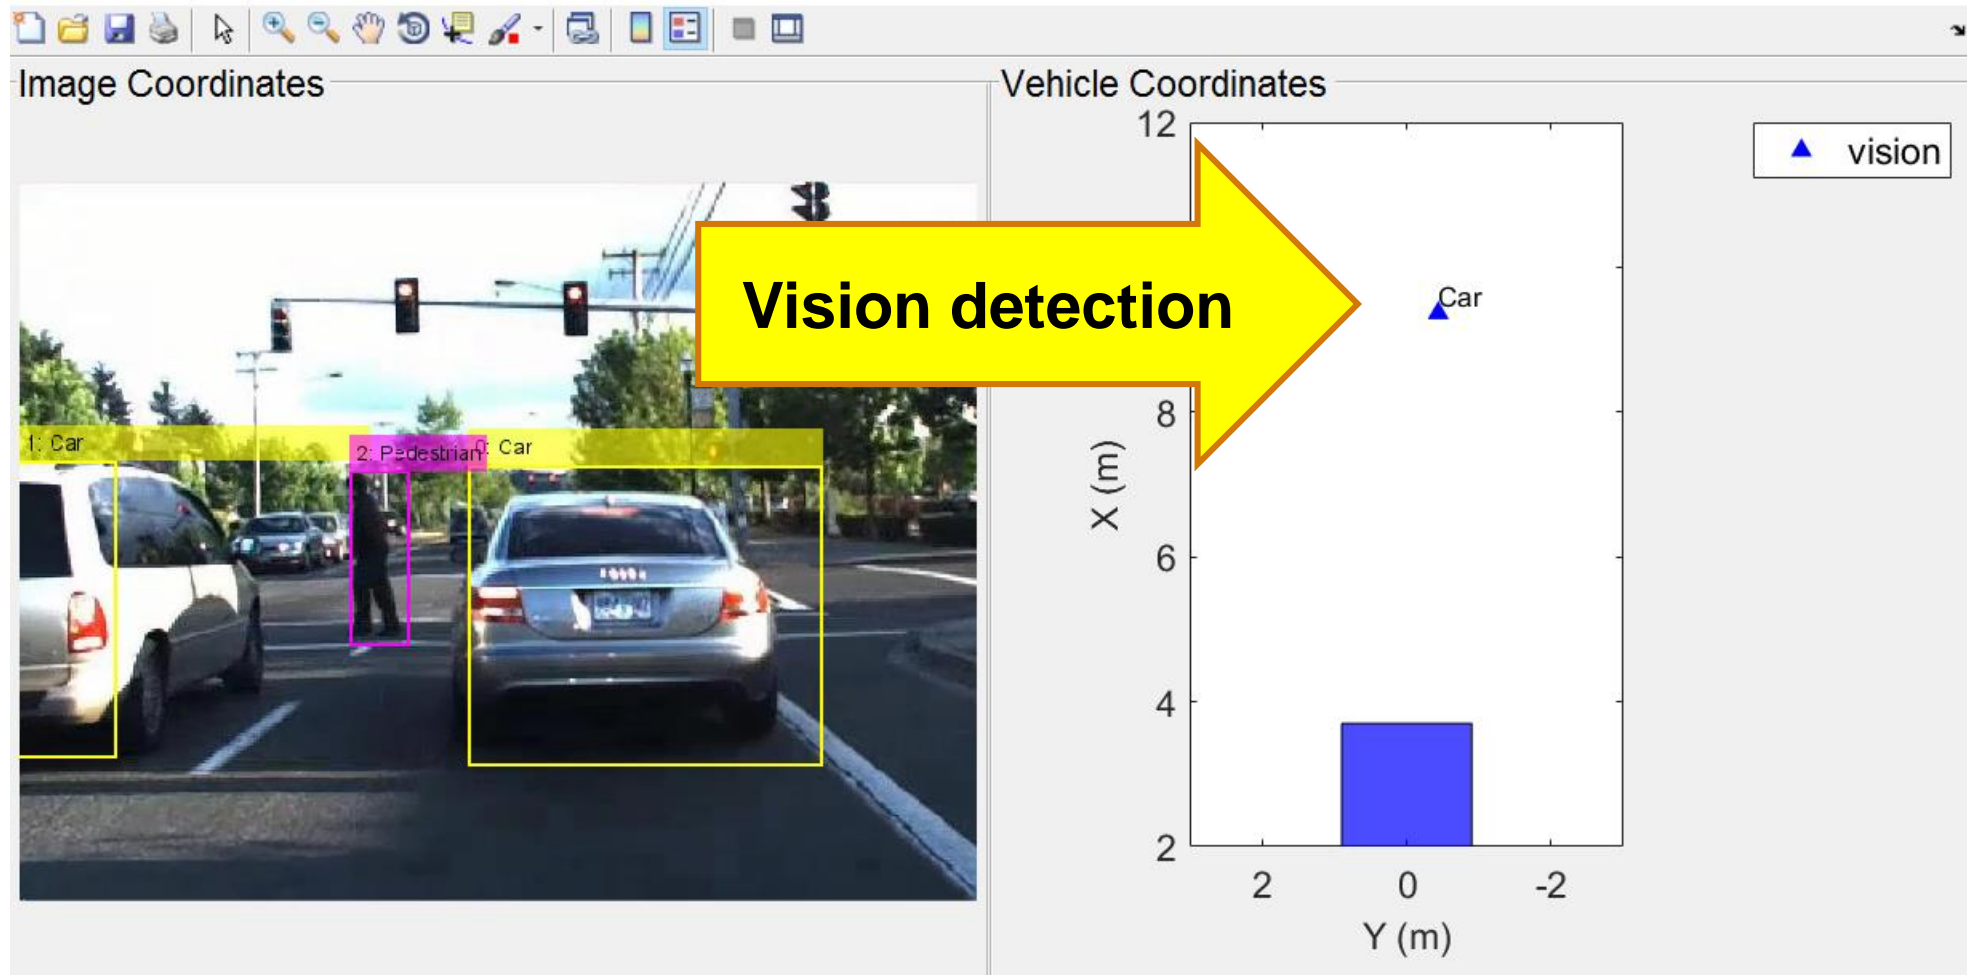 Image Coordinates
1: Car
2: Pedestrian
0: Car
Vision detection
Vehicle Coordinates
12
8
6
4
2
X (m)
2 0 -2
Y (m)
Car
vision